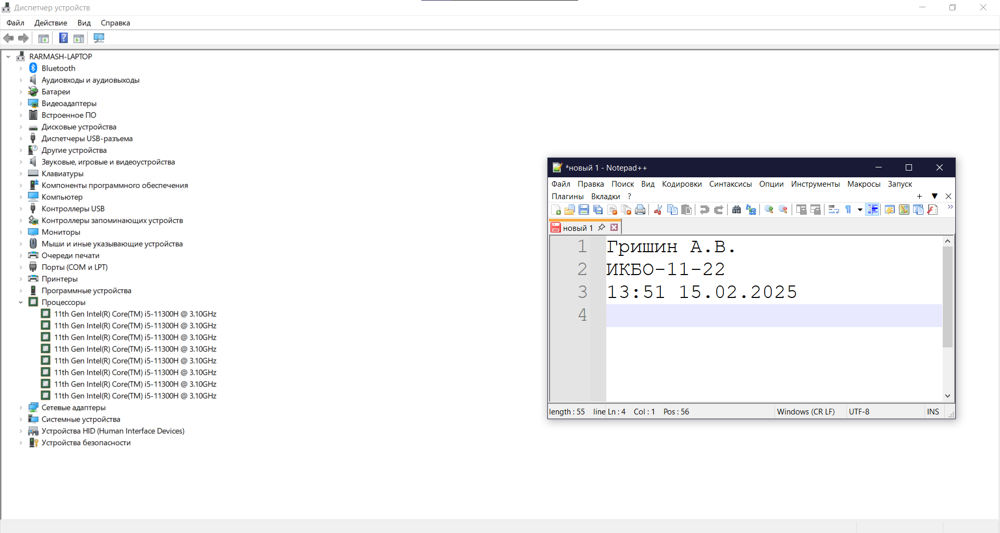 Диспетчер устройств
Файл Действие Вид Справка
RARMASH-LAPTOP
Bluetooth
Аудиовходы и аудиовыходы
Батареи
Видеоадаптеры
Встроенное ПО
Дисковые устройства
Диспетчеры USB-разъема
Другие устройства
Звуковые, игровые и видеоустройства
Клавиатуры
Компоненты программного обеспечения
Компьютер
Контроллеры USB
Контроллеры запоминающих устройств
Мониторы
Мыши и иные указывающие устройства
Очереди печати
Порты (COM и LPT)
Принтеры
Программные устройства
Процессоры
11th Gen Intel(R) Core(TM) i5-11300H @ 3.10GHz
11th Gen Intel(R) Core(TM) i5-11300H @ 3.10GHz
11th Gen Intel(R) Core(TM) i5-11300H @ 3.10GHz
11th Gen Intel(R) Core(TM) i5-11300H @ 3.10GHz
11th Gen Intel(R) Core(TM) i5-11300H @ 3.10GHz
11th Gen Intel(R) Core(TM) i5-11300H @ 3.10GHz
11th Gen Intel(R) Core(TM) i5-11300H @ 3.10GHz
11th Gen Intel(R) Core(TM) i5-11300H @ 3.10GHz
Сетевые адаптеры
Системные устройства
Устройства HID (Human Interface Devices)
Устройства безопасности
*новый 1 - Notepad++
Файл Правка Поиск Вид Кодировки Синтаксисы Опции Инструменты Макросы Запуск
Плагины Вкладки ?
новый 1
1 Гришин А.В.
2 ИКБО-11-22
3 13:51 15.02.2025
4
length : 55 line Ln : 4 Col : 1 Pos : 56 Windows (CR LF) UTF-8 INS